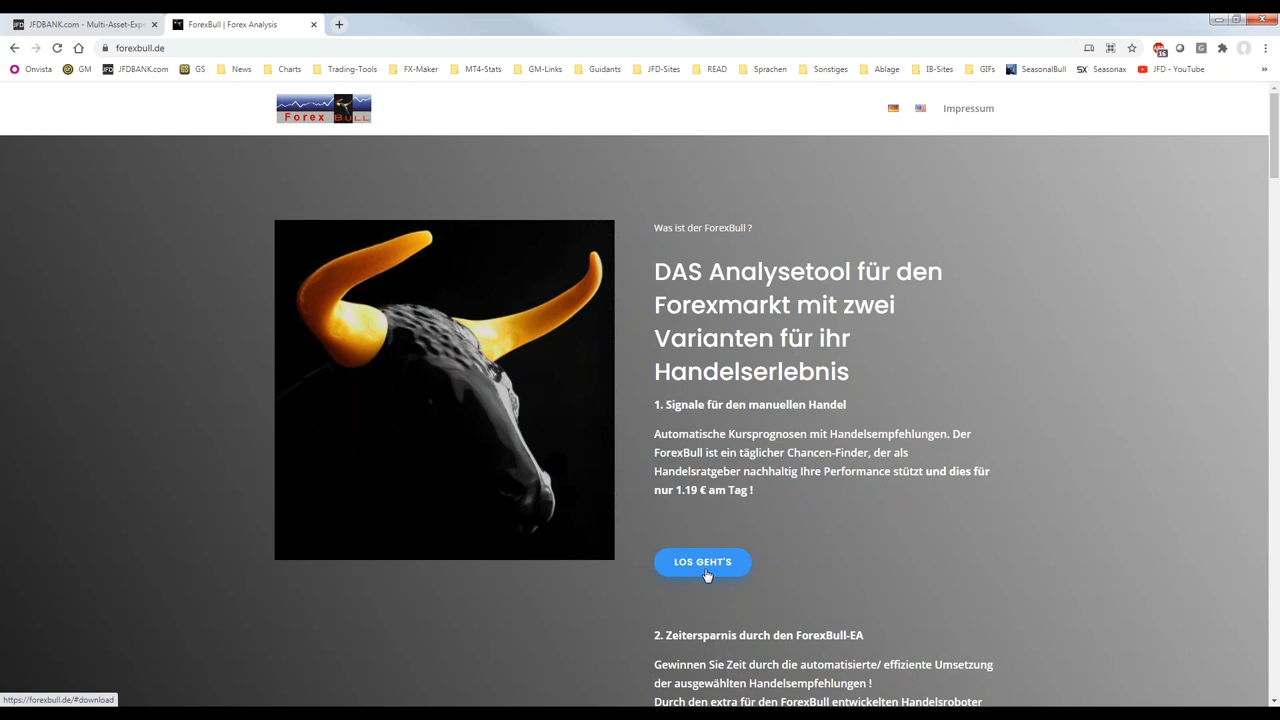 JFDBANK.com - Multi-Asset-Expe
ForexBull | Forex Analysis
forexbull.de
15
Onvista GM JFDBANK.com GS News Charts Trading-Tools FX-Maker MT4-Stats GM-Links Guidants JFD-Sites READ Sprachen Sonstiges Ablage IB-Sites GIFs SeasonalBull Seasonax JFD - YouTube »
Forex BULL
Impressum
Was ist der ForexBull ?
DAS Analysetool für den
Forexmarkt mit zwei
Varianten für ihr
Handelserlebnis
1. Signale für den manuellen Handel
Automatische Kursprognosen mit Handelsempfehlungen. Der
ForexBull ist ein täglicher Chancen-Finder, der als
Handelsratgeber nachhaltig Ihre Performance stützt und dies für
nur 1.19 € am Tag !
LOS GEHT'S
2. Zeitersparnis durch den ForexBull-EA
Gewinnen Sie Zeit durch die automatisierte/ effiziente Umsetzung
der ausgewählten Handelsempfehlungen !
Durch den extra für den ForexBull entwickelten Handelsroboter
https://forexbull.de/#download